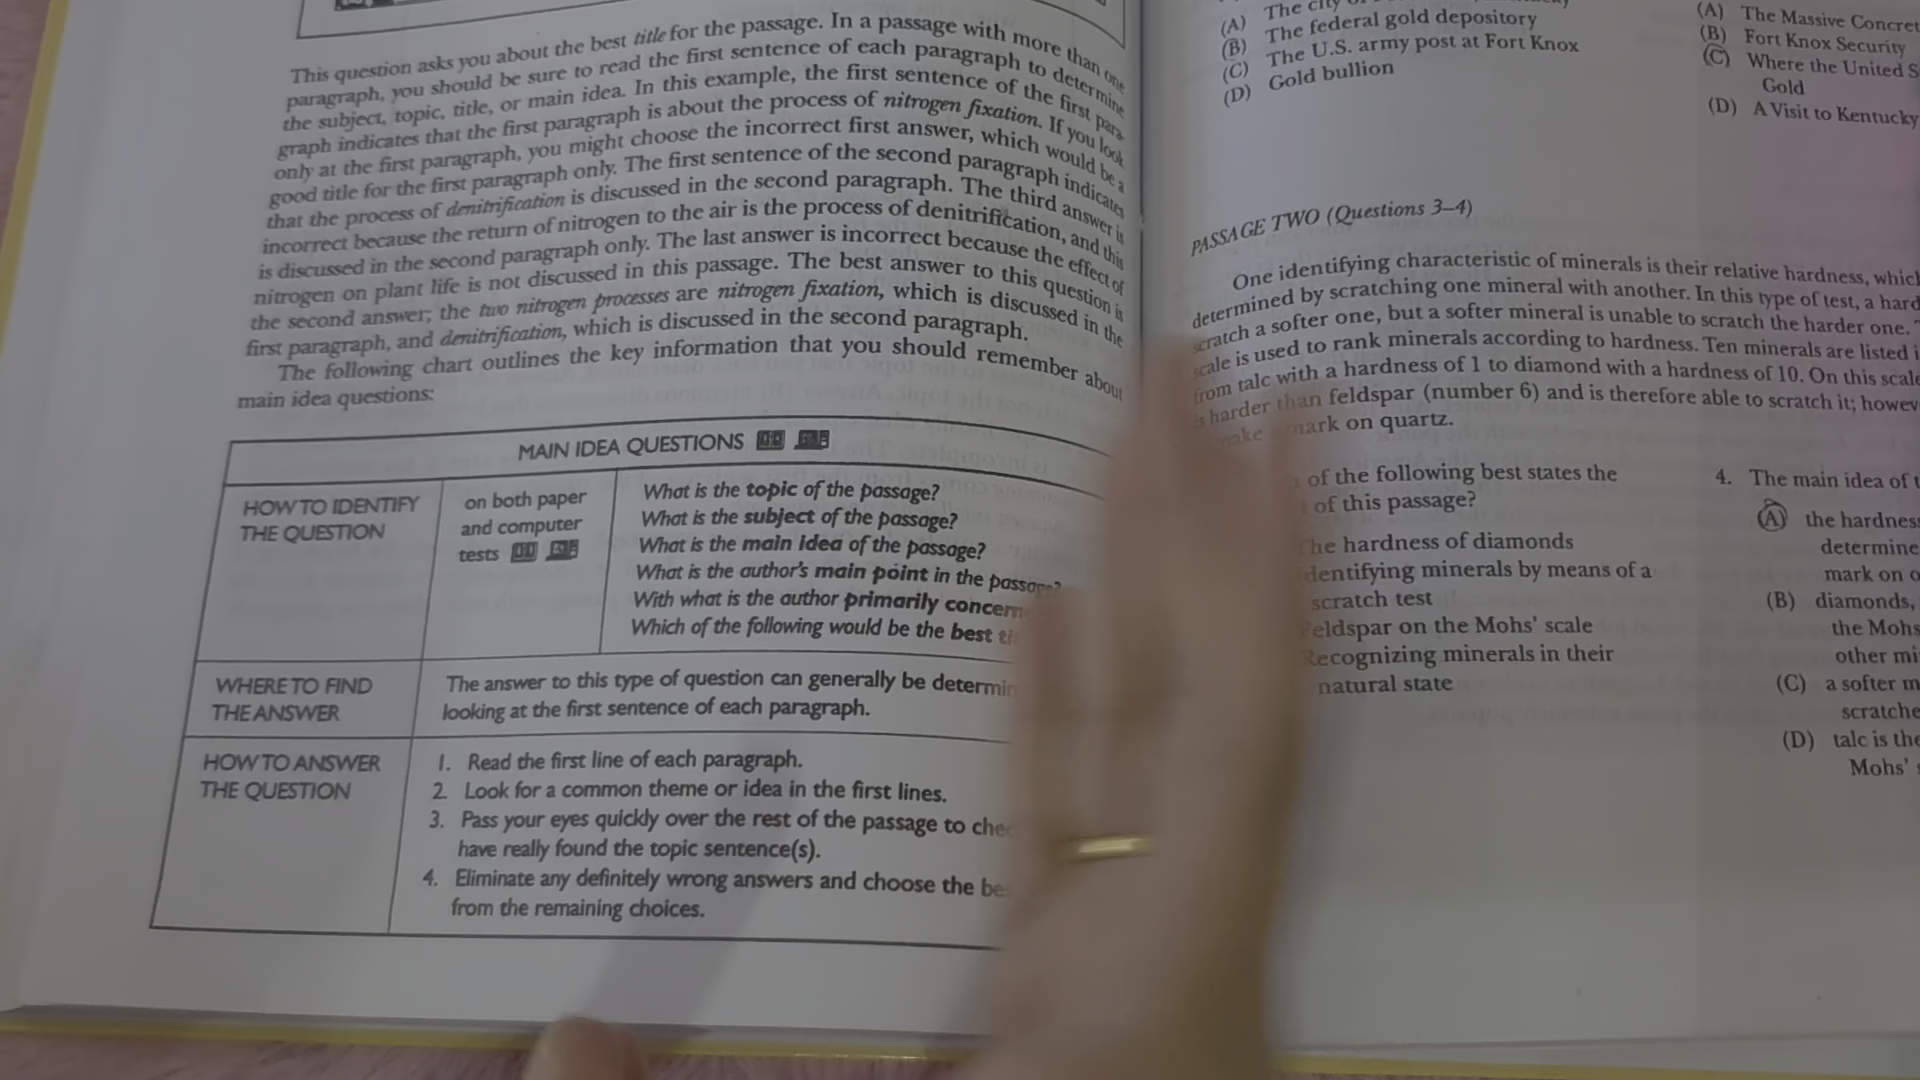 This question asks you about the best title for the passage. In a passage with more than one
paragraph, you should be sure to read the first sentence of each paragraph to determine
the subject, topic, title, or main idea. In this example, the first sentence of the first para-
graph indicates that the first paragraph is about the process of nitrogen fixation. If you look
only at the first paragraph, you might choose the incorrect first answer, which would be a
good title for the first paragraph only. The first sentence of the second paragraph indicates
that the process of denitrification is discussed in the second paragraph. The third answer is
incorrect because the return of nitrogen to the air is the process of denitrification, and this
is discussed in the second paragraph only. The last answer is incorrect because the effect of
nitrogen on plant life is not discussed in this passage. The best answer to this question is
the second answer; the two nitrogen processes are nitrogen fixation, which is discussed in the
first paragraph, and denitrification, which is discussed in the second paragraph.
The following chart outlines the key information that you should remember about
main idea questions:
MAIN IDEA QUESTIONS
HOW TO IDENTIFY
THE QUESTION
on both paper
and computer
tests
What is the topic of the passage?
What is the subject of the passage?
What is the main idea of the passage?
What is the author's main point in the passage?
With what is the author primarily concern
Which of the following would be the best ti
WHERE TO FIND
THE ANSWER
The answer to this type of question can generally be determin
looking at the first sentence of each paragraph.
HOW TO ANSWER
THE QUESTION
1. Read the first line of each paragraph.
2. Look for a common theme or idea in the first lines.
3. Pass your eyes quickly over the rest of the passage to chec
have really found the topic sentence(s).
4. Eliminate any definitely wrong answers and choose the be
from the remaining choices.
(A) The city
(B) The federal gold depository
(C) The U.S. army post at Fort Knox
(D) Gold bullion
(A) The Massive Concret
(B) Fort Knox Security
(C) Where the United S
Gold
(D) A Visit to Kentucky
PASSAGE TWO (Questions 3–4)
One identifying characteristic of minerals is their relative hardness, which
determined by scratching one mineral with another. In this type of test, a hard
scratch a softer one, but a softer mineral is unable to scratch the harder one.
scale is used to rank minerals according to hardness. Ten minerals are listed i
from talc with a hardness of 1 to diamond with a hardness of 10. On this scale
is harder than feldspar (number 6) and is therefore able to scratch it; howev
make mark on quartz.
of the following best states the
of this passage?
The hardness of diamonds
Identifying minerals by means of a
scratch test
Feldspar on the Mohs' scale
Recognizing minerals in their
natural state
4. The main idea of t
(A) the hardness
determine
mark on o
(B) diamonds,
the Mohs
other mi
(C) a softer m
scratche
(D) talc is the
Mohs' s